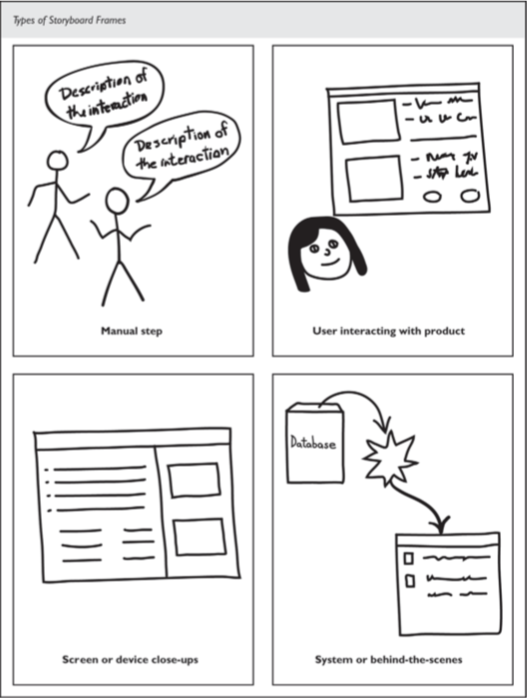 Types of Storyboard Frames
Description of
the interaction
Description of
the interaction
Manual step
User interacting with product
Screen or device close-ups
Database
System or behind-the-scenes